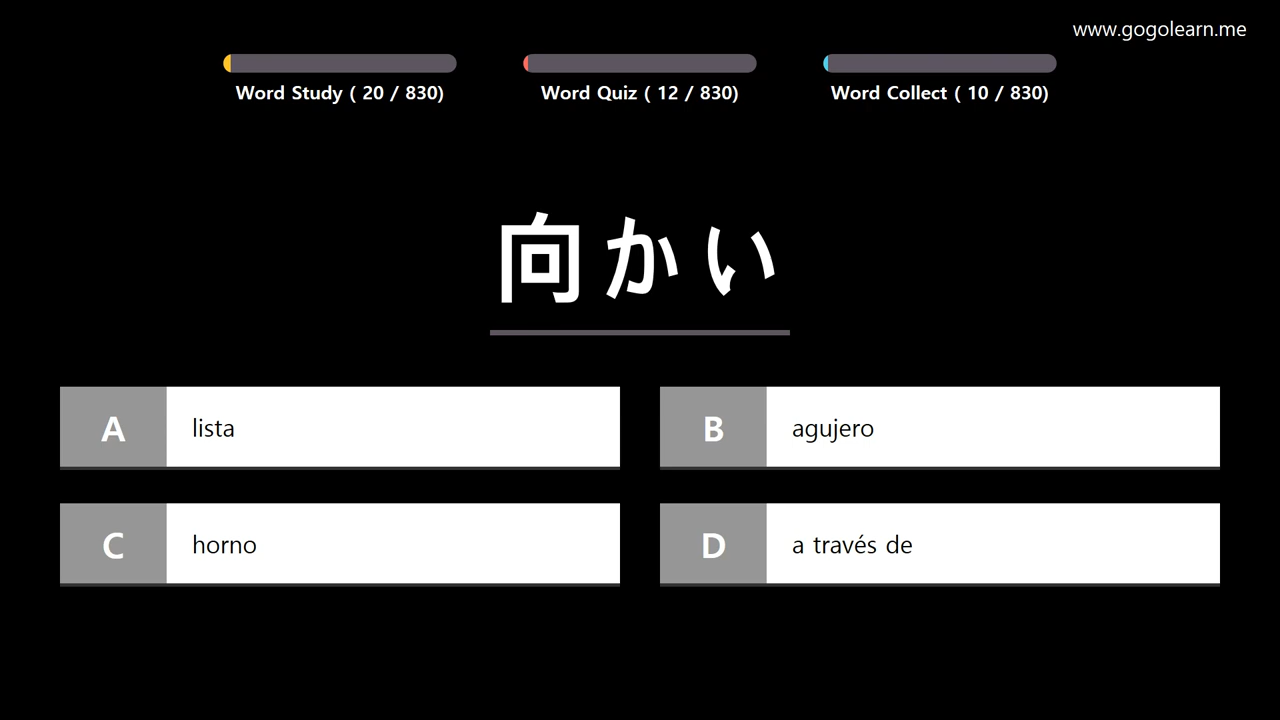 www.gogolearn.me
Word Study ( 20 / 830)
Word Quiz ( 12 / 830)
Word Collect ( 10 / 830)
向かい
A lista
B agujero
C horno
D a través de